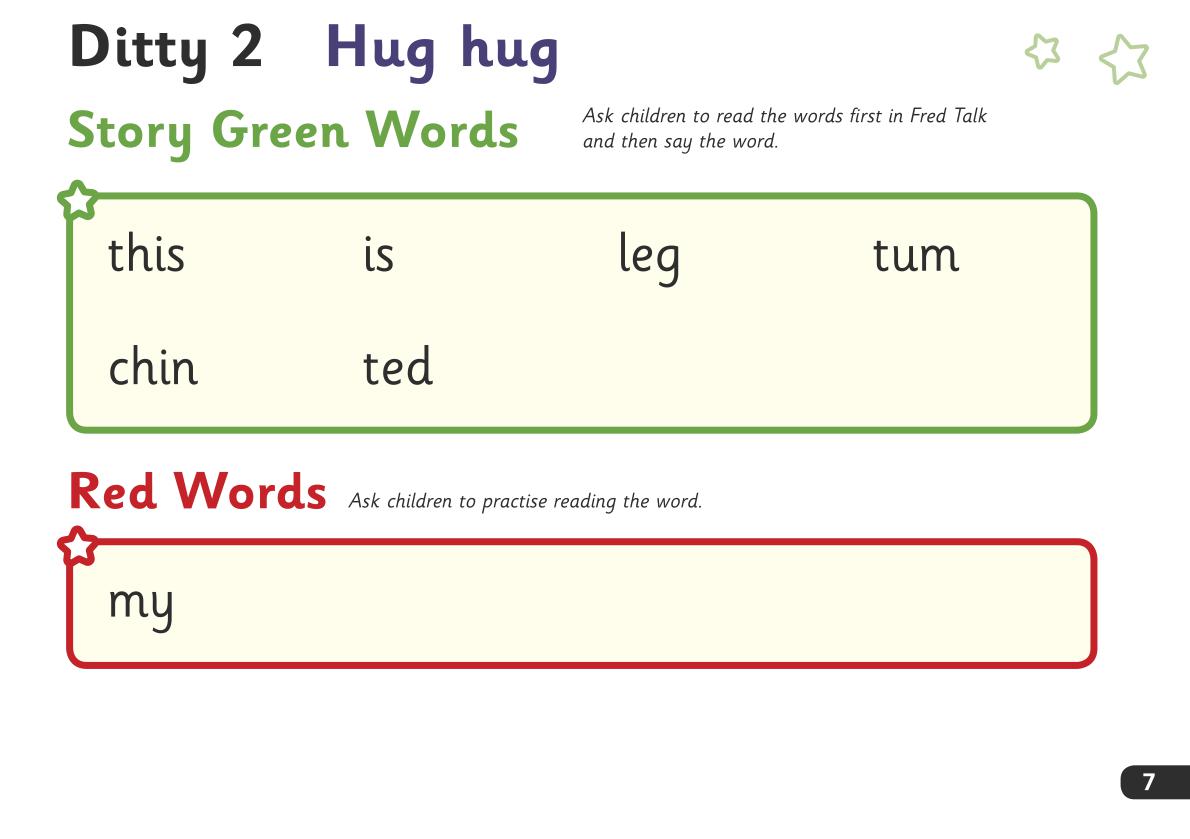 Ditty 2 Hug hug
Story Green Words
Ask children to read the words first in Fred Talk
and then say the word.
this is leg tum
chin ted
Red Words Ask children to practise reading the word.
my
7